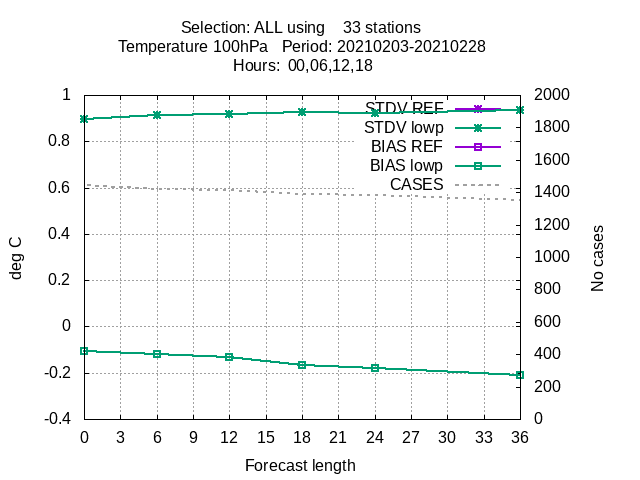 Selection: ALL using    33 stations
Temperature 100hPa   Period: 20210203-20210228
Hours:  00,06,12,18
STDV REF
STDV lowp
BIAS REF
BIAS lowp
CASES
1
0.8
0.6
0.4
0.2
0
-0.2
-0.4
deg C
2000
1800
1600
1400
1200
1000
800
600
400
200
0
No cases
0 3 6 9 12 15 18 21 24 27 30 33 36
Forecast length